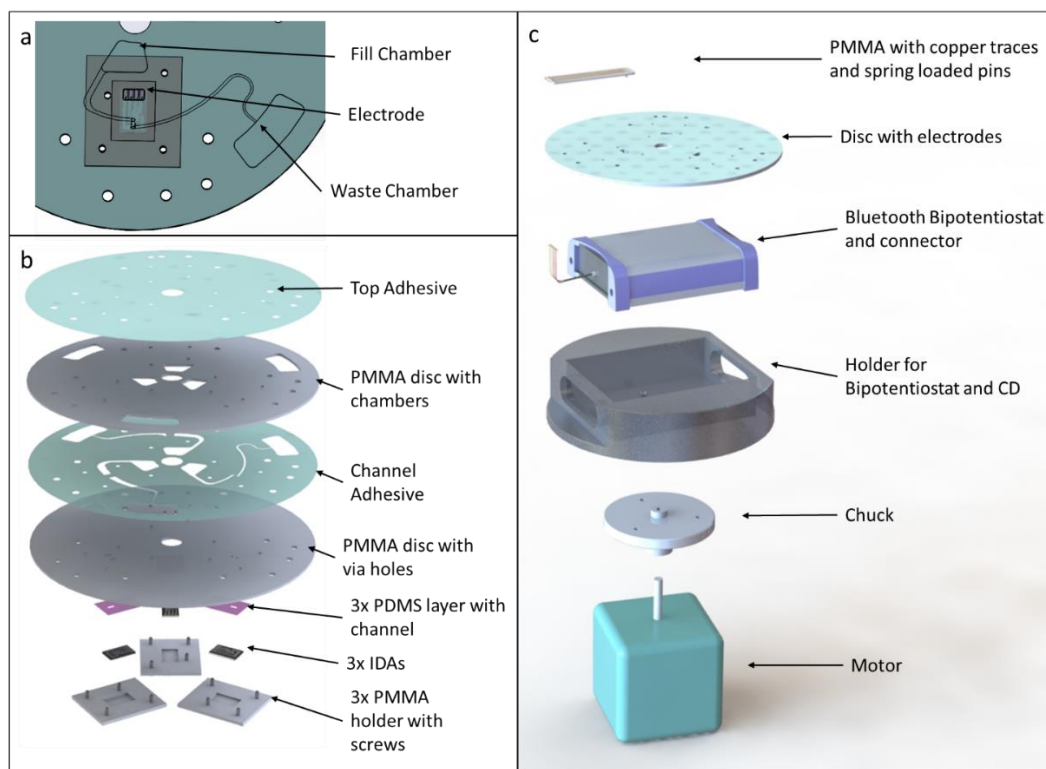 a
Fill Chamber
Electrode
Waste Chamber
b
Top Adhesive
PMMA disc with
chambers
Channel
Adhesive
PMMA disc with
via holes
3x PDMS layer with
channel
3x IDAs
3x PMMA
holder with
screws
c
PMMA with copper traces
and spring loaded pins
Disc with electrodes
Bluetooth Bipotentiostat
and connector
Holder for
Bipotentiostat and CD
Chuck
Motor